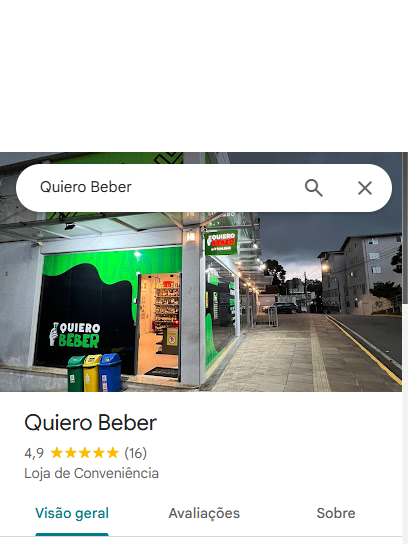 Quiero Beber
QUIERO
BEBER
QUIERO
BEBER
Quiero Beber
4,9 (16)
Loja de Conveniência
Visão geral
Avaliações
Sobre